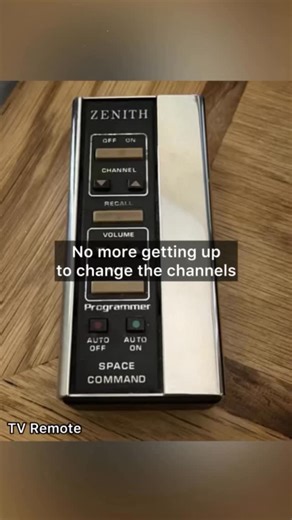 ZENITH
OFF ON
CHANNEL
RECALL
VOLUME
No more getting up
to change the channels
Programmer
AUTO AUTO
OFF ON
SPACE
COMMAND
TV Remote